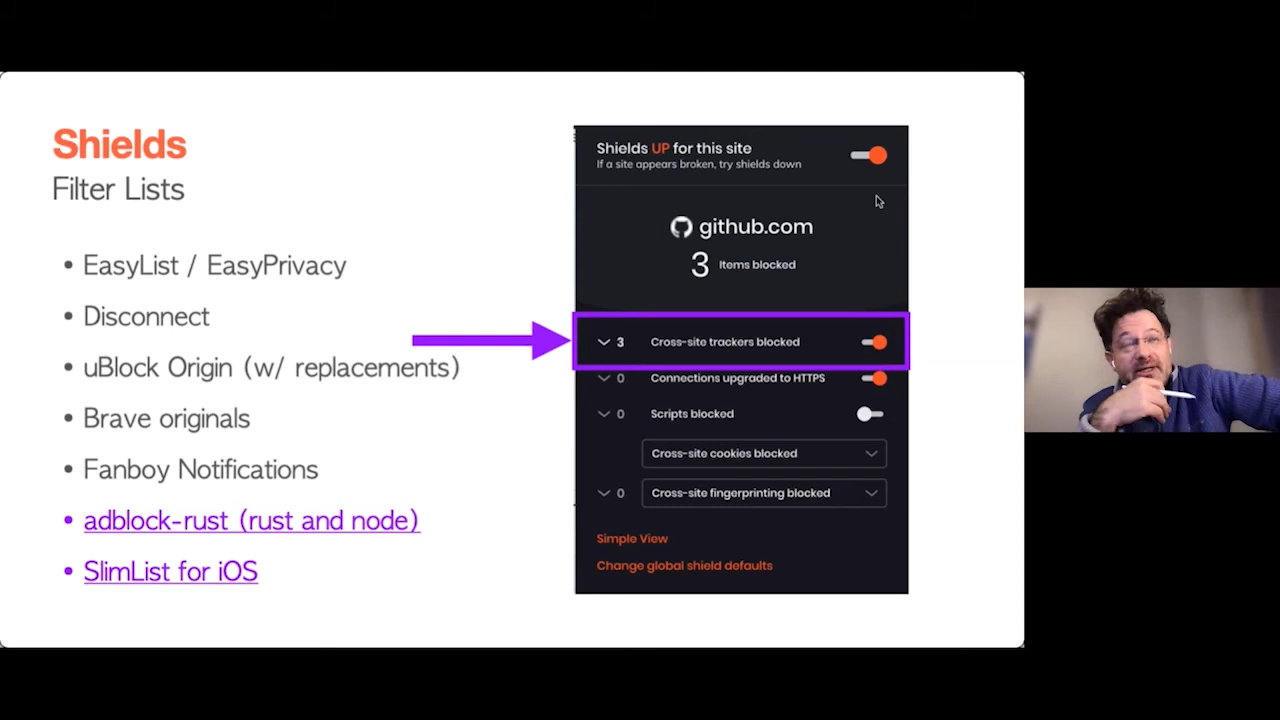 Shields
Filter Lists
• EasyList / EasyPrivacy
• Disconnect
• uBlock Origin (w/ replacements)
• Brave originals
• Fanboy Notifications
• adblock-rust (rust and node)
• SlimList for iOS
Shields UP for this site
If a site appears broken, try shields down
github.com
3 Items blocked
3 Cross-site trackers blocked
0 Connections upgraded to HTTPS
0 Scripts blocked
Cross-site cookies blocked
0 Cross-site fingerprinting blocked
Simple View
Change global shield defaults